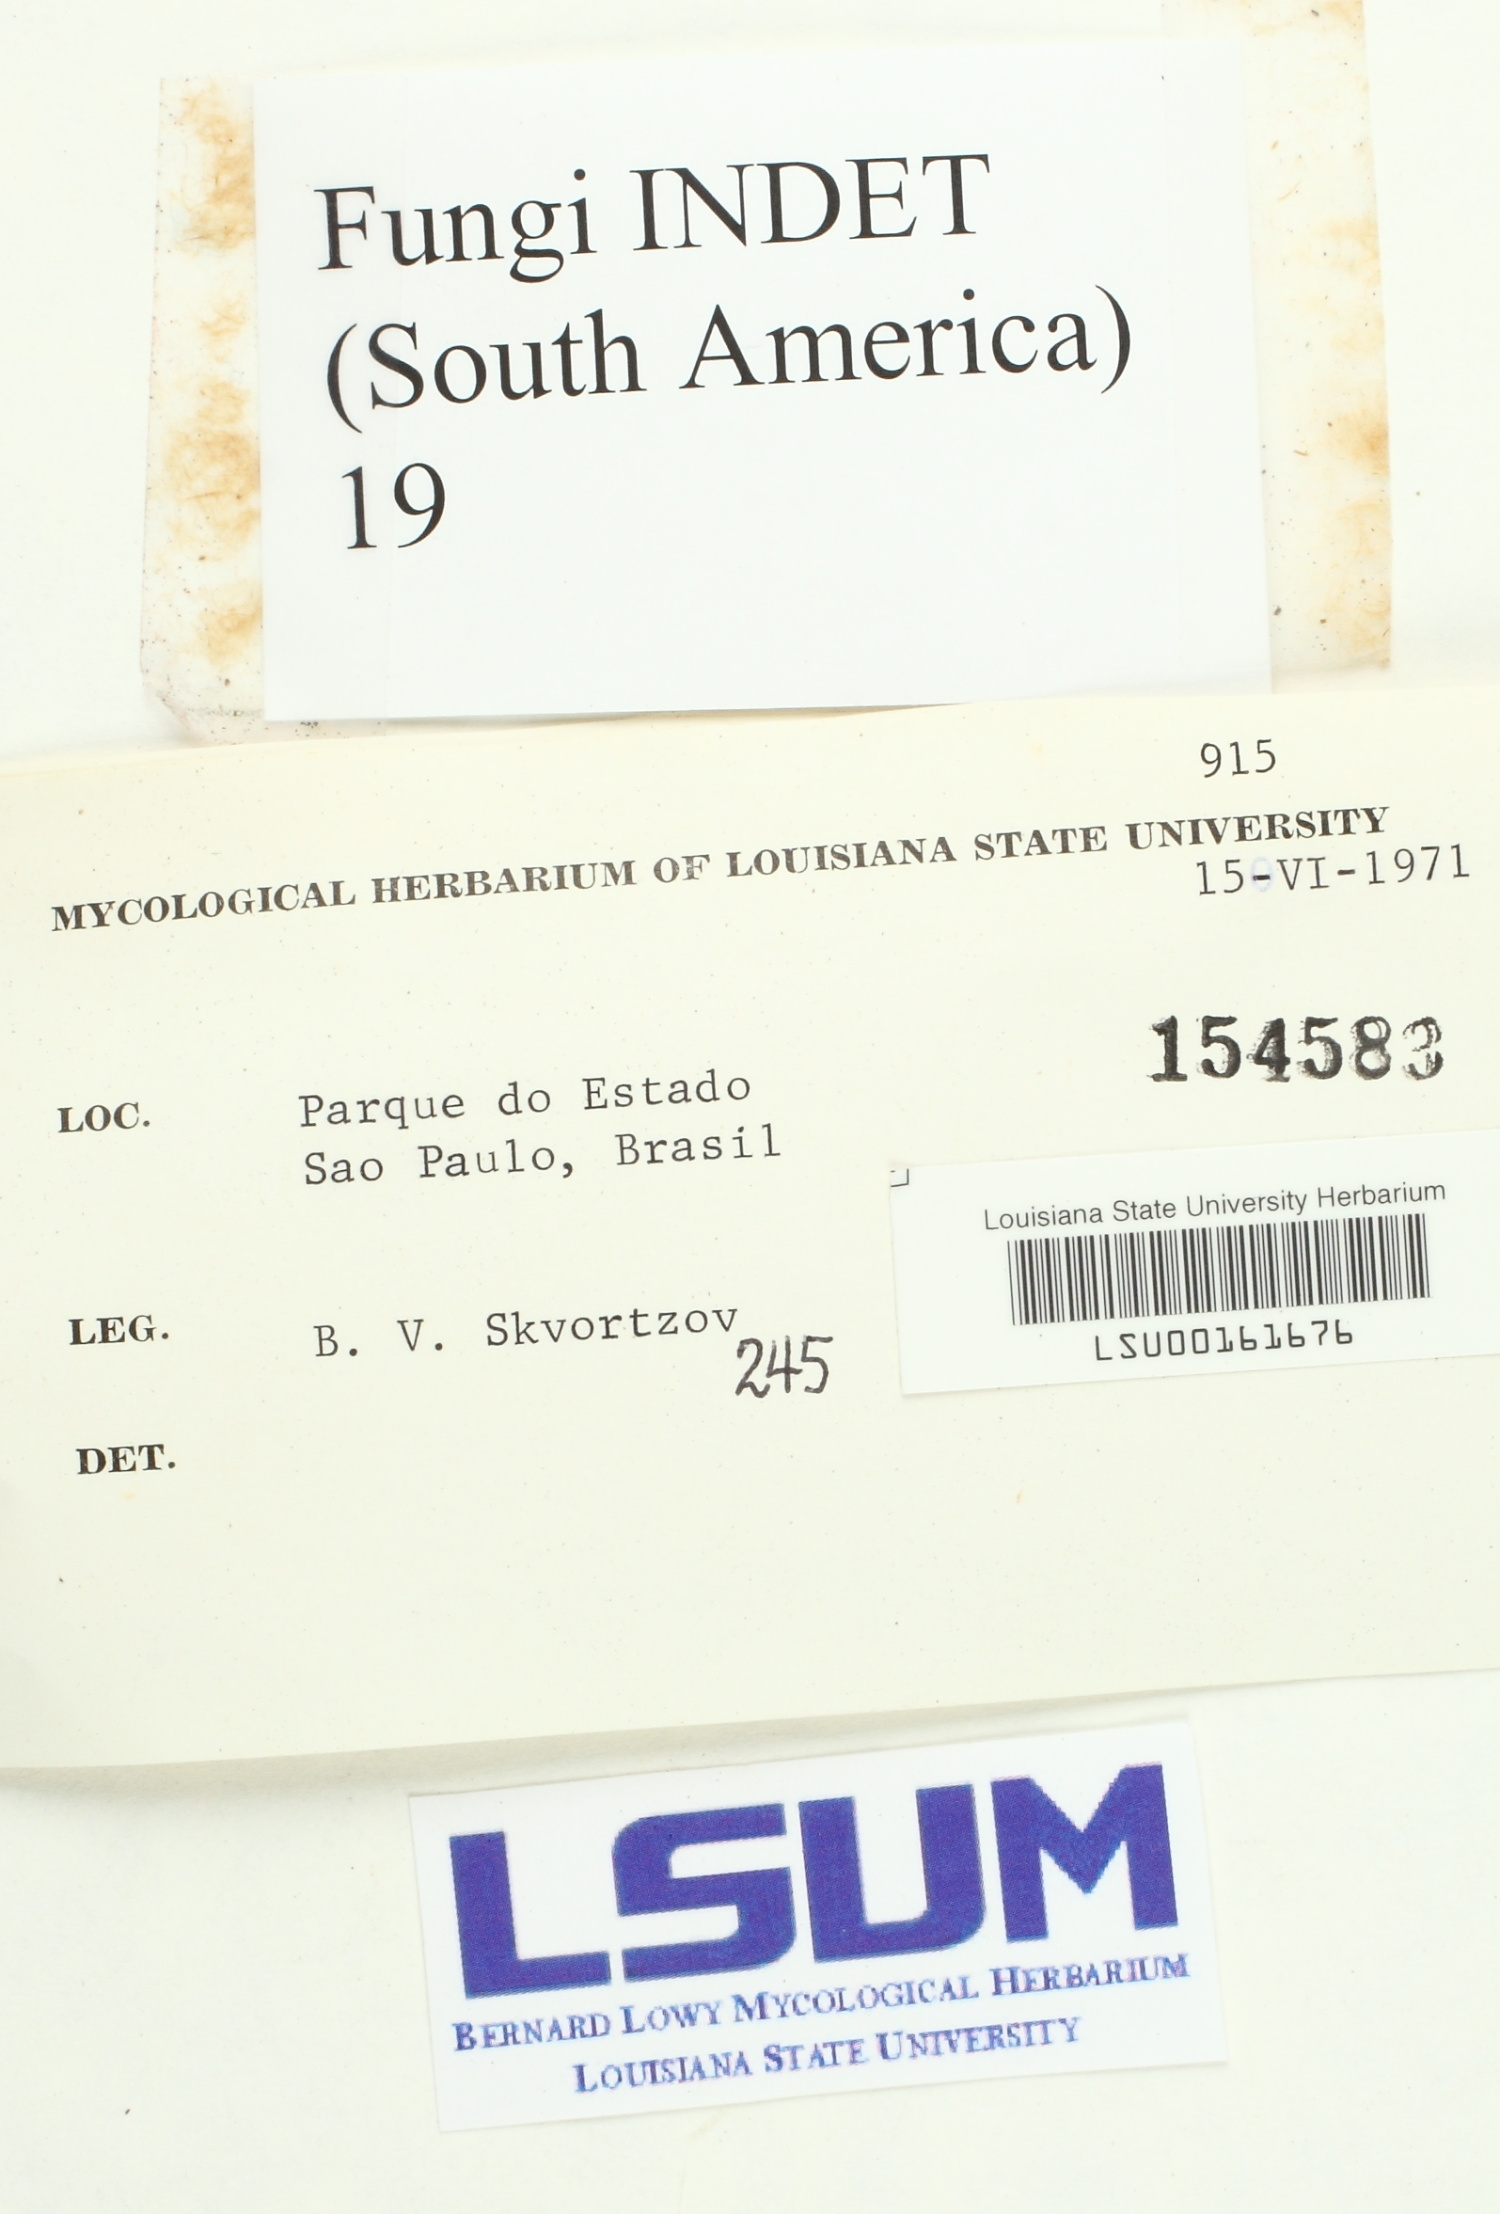 Fungi INDET
(South America)
19
915
MYCOLOGICAL HERBARIUM OF LOUISIANA STATE UNIVERSITY
15-VI-1971
154583
LOC. Parque do Estado
Sao Paulo, Brasil
Louisiana State University Herbarium
LSU00161676
LEG. B. V. Skvortzov
245
DET.
LSUM
BERNARD LOWY MYCOLOGICAL HERBARIUM
LOUISIANA STATE UNIVERSITY